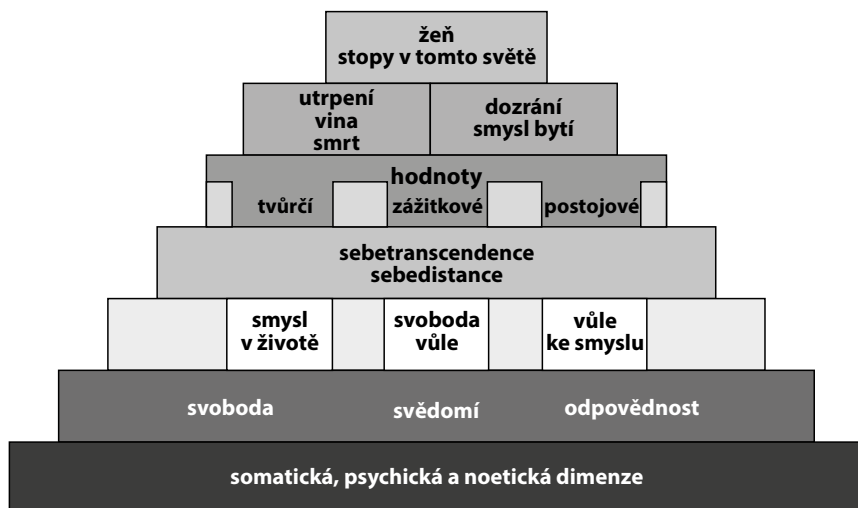 žeň
stopy v tomto světě
utrpení
vina
smrt
dozrání
smysl bytí
hodnoty
tvůrčí
zážitkové
postojové
sebetranscendence
sebedistance
smysl
v životě
svoboda
vůle
vůle
ke smyslu
svoboda
svědomí
odpovědnost
somatická, psychická a noetická dimenze